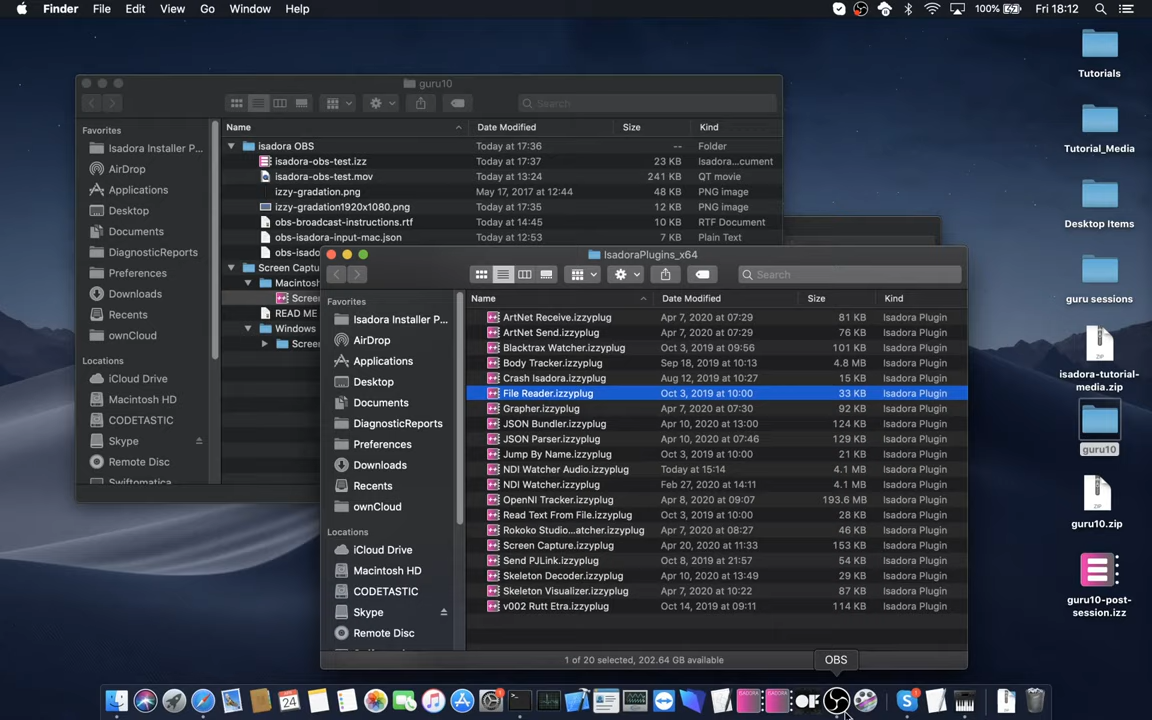 Finder File Edit View Go Window Help
100% Fri 18:12
guru10
Search
Favorites
Isadora Installer P...
AirDrop
Applications
Desktop
Documents
DiagnosticReports
Preferences
Downloads
Recents
ownCloud
Locations
iCloud Drive
Macintosh HD
CODETASTIC
Skype
Remote Disc
Name Date Modified Size Kind
isadora OBS Today at 17:36 -- Folder
isadora-obs-test.izz Today at 17:37 23 KB Isadora...cument
isadora-obs-test.mov Today at 13:24 241 KB QT movie
izzy-gradation.png May 17, 2017 at 12:44 48 KB PNG image
izzy-gradation1920x1080.png Today at 17:35 12 KB PNG image
obs-broadcast-instructions.rtf Today at 14:45 10 KB RTF Document
obs-isadora-input-mac.json Today at 12:53 7 KB Plain Text
obs-isado
Screen Captu
Macintosh
Scree
READ ME
Windows
Scree
IsadoraPlugins_x64
Search
Favorites
Isadora Installer P...
AirDrop
Applications
Desktop
Documents
DiagnosticReports
Preferences
Downloads
Recents
ownCloud
Locations
iCloud Drive
Macintosh HD
CODETASTIC
Skype
Remote Disc
Name Date Modified Size Kind
ArtNet Receive.izzyplug Apr 7, 2020 at 07:29 81 KB Isadora Plugin
ArtNet Send.izzyplug Apr 7, 2020 at 07:29 76 KB Isadora Plugin
Blacktrax Watcher.izzyplug Oct 3, 2019 at 09:56 101 KB Isadora Plugin
Body Tracker.izzyplug Sep 18, 2019 at 10:13 4.8 MB Isadora Plugin
Crash Isadora.izzyplug Aug 12, 2019 at 10:27 15 KB Isadora Plugin
File Reader.izzyplug Oct 3, 2019 at 10:00 33 KB Isadora Plugin
Grapher.izzyplug Apr 7, 2020 at 07:30 92 KB Isadora Plugin
JSON Bundler.izzyplug Apr 10, 2020 at 13:00 124 KB Isadora Plugin
JSON Parser.izzyplug Apr 10, 2020 at 07:46 129 KB Isadora Plugin
Jump By Name.izzyplug Oct 3, 2019 at 10:00 21 KB Isadora Plugin
NDI Watcher Audio.izzyplug Today at 15:14 4.1 MB Isadora Plugin
NDI Watcher.izzyplug Feb 27, 2020 at 14:11 4.1 MB Isadora Plugin
OpenNI Tracker.izzyplug Apr 8, 2020 at 09:07 193.6 MB Isadora Plugin
Read Text From File.izzyplug Oct 3, 2019 at 10:00 28 KB Isadora Plugin
Rokoko Studio...atcher.izzyplug Apr 7, 2020 at 08:27 46 KB Isadora Plugin
Screen Capture.izzyplug Apr 20, 2020 at 11:33 153 KB Isadora Plugin
Send PJLink.izzyplug Oct 8, 2019 at 21:57 54 KB Isadora Plugin
Skeleton Decoder.izzyplug Apr 10, 2020 at 13:49 29 KB Isadora Plugin
Skeleton Visualizer.izzyplug Apr 7, 2020 at 10:22 87 KB Isadora Plugin
v002 Rutt Etra.izzyplug Oct 14, 2019 at 09:11 114 KB Isadora Plugin
1 of 20 selected, 202.64 GB available
OBS
Tutorials
Tutorial_Media
Desktop Items
guru sessions
ZIP
isadora-tutorial-
media.zip
guru10
ZIP
guru10.zip
guru10-post-
session.izz